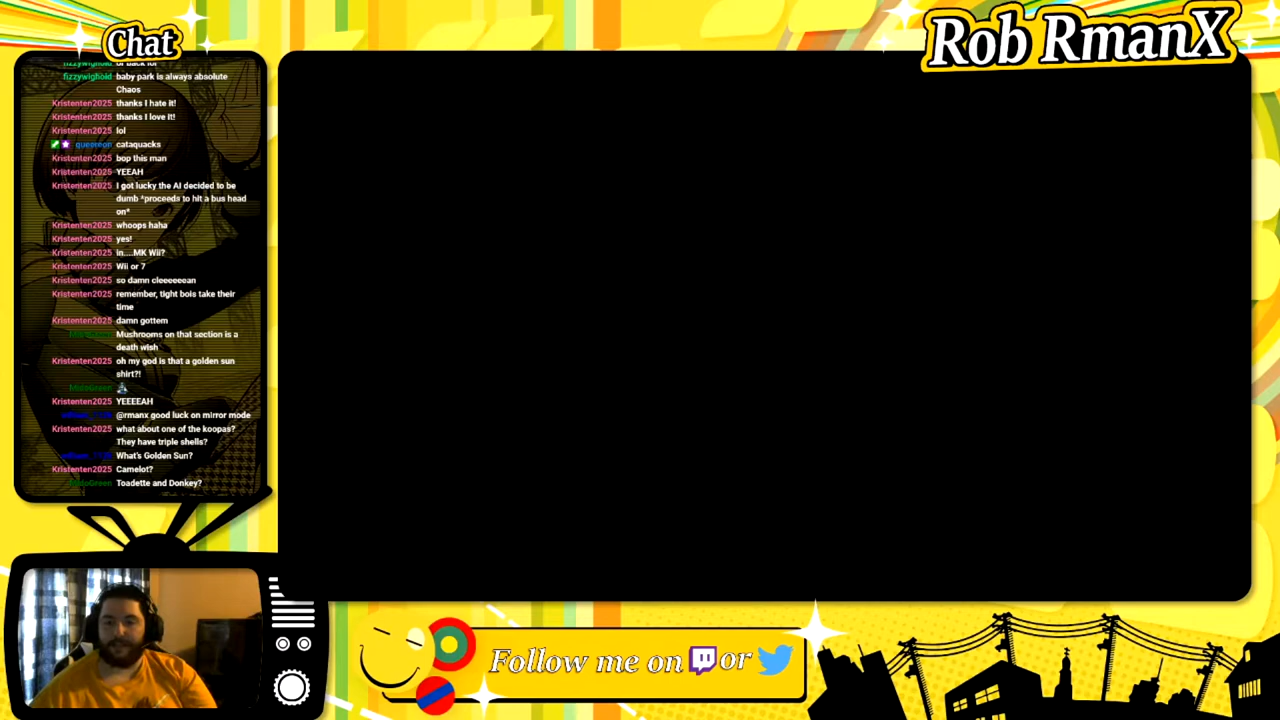 Chat
Rob RmanX
fizzywighold baby park is always absolute
Chaos
Kristenten2025 thanks I hate it!
Kristenten2025 thanks I love it!
Kristenten2025 lol
cataquacks
Kristenten2025 bop this man
Kristenten2025 YEEAH
Kristenten2025 I got lucky the AI decided to be
dumb *proceeds to hit a bus head
on*
Kristenten2025 whoops haha
Kristenten2025 yes!
Kristenten2025 in....MK Wii?
Kristenten2025 Wii or 7
Kristenten2025 so damn cleeeeeean
Kristenten2025 remember, tight bois take their
time
Kristenten2025 damn gottem
Mushrooms on that section is a
death wish
Kristenten2025 oh my god is that a golden sun
shirt?!
MidoGreen
Kristenten2025 YEEEEAH
@rmanx good luck on mirror mode
Kristenten2025 what about one of the koopas?
They have triple shells?
What's Golden Sun?
Kristenten2025 Camelot?
MidoGreen Toadette and Donkey?
Follow me on or